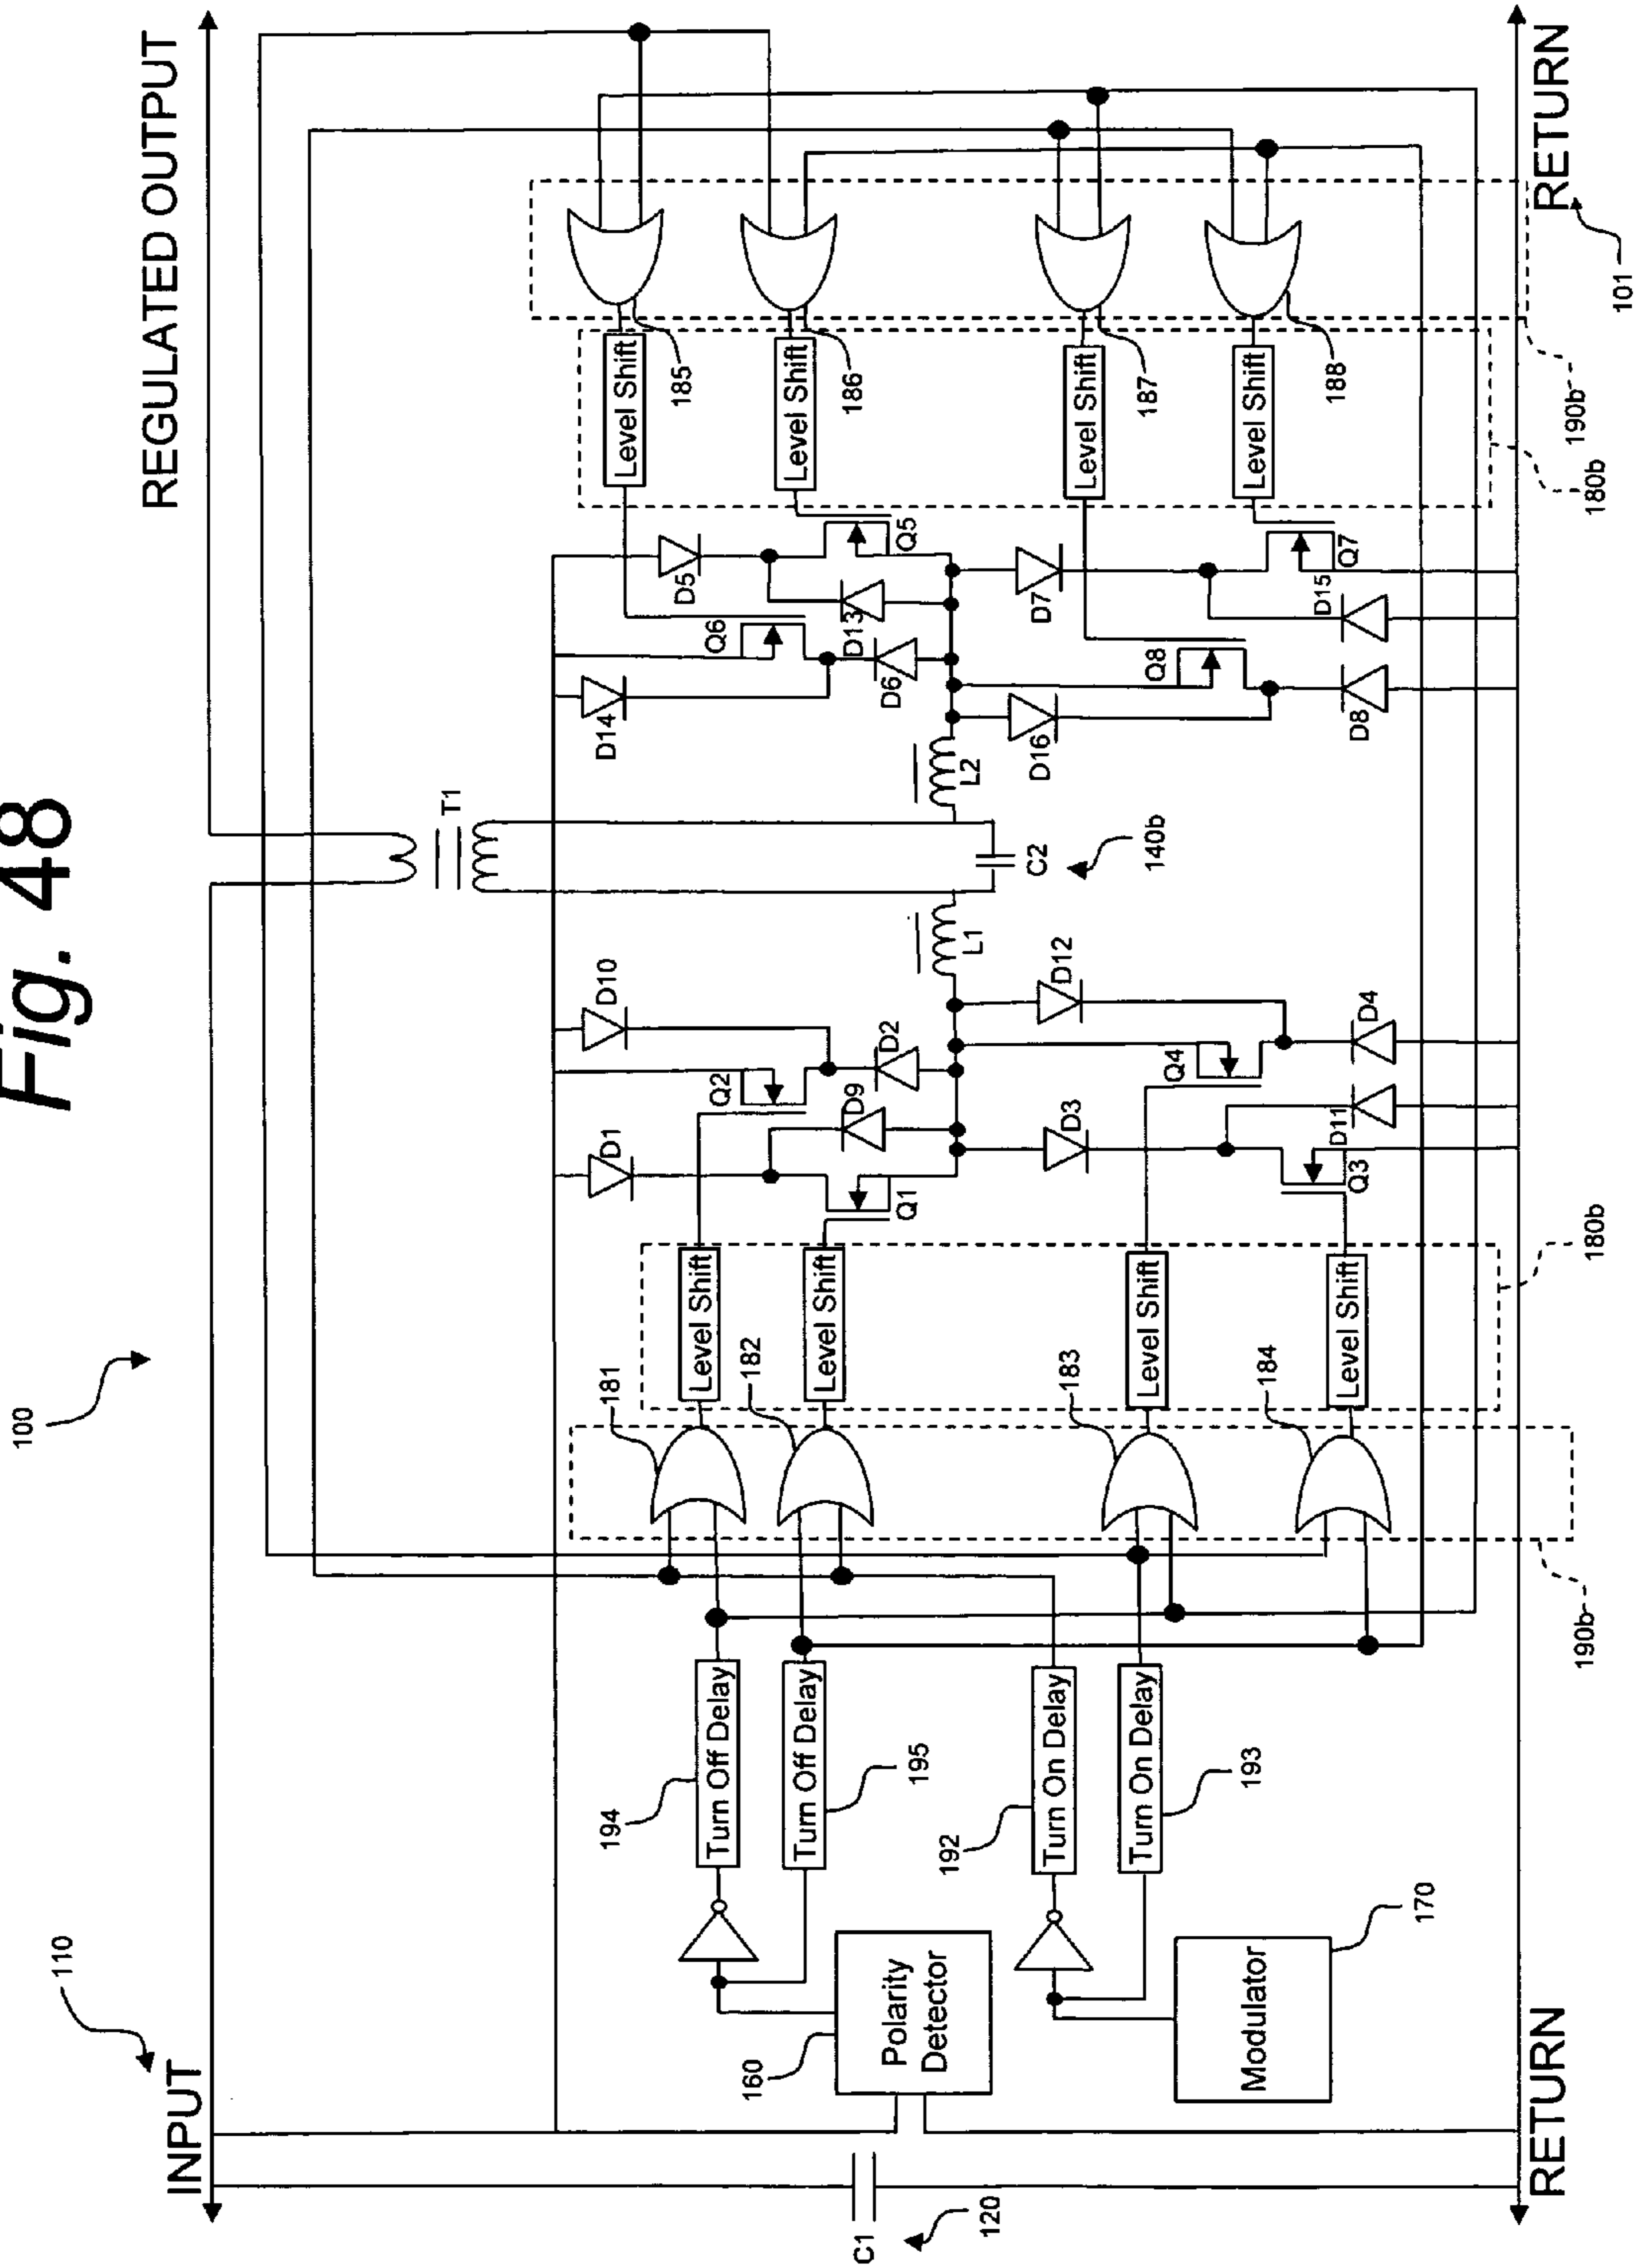 Fig. 48
100
110
INPUT
REGULATED OUTPUT
T1
C1
120
160
Polarity
Detector
Modulator
170
194
Turn Off Delay
Turn Off Delay
195
192
Turn On Delay
Turn On Delay
193
190b
181
182
183
184
Level Shift
Level Shift
Level Shift
Level Shift
180b
D1
Q1
Q2
D10
D9
D2
D3
D11
Q3
Q4
D4
D12
L1
C2
140b
L2
D14
Q6
D6
D13
D5
Q5
D16
D8
Q8
D7
D15
Q7
Level Shift
Level Shift
Level Shift
Level Shift
185
186
187
188
180b
190b
RETURN
RETURN
101